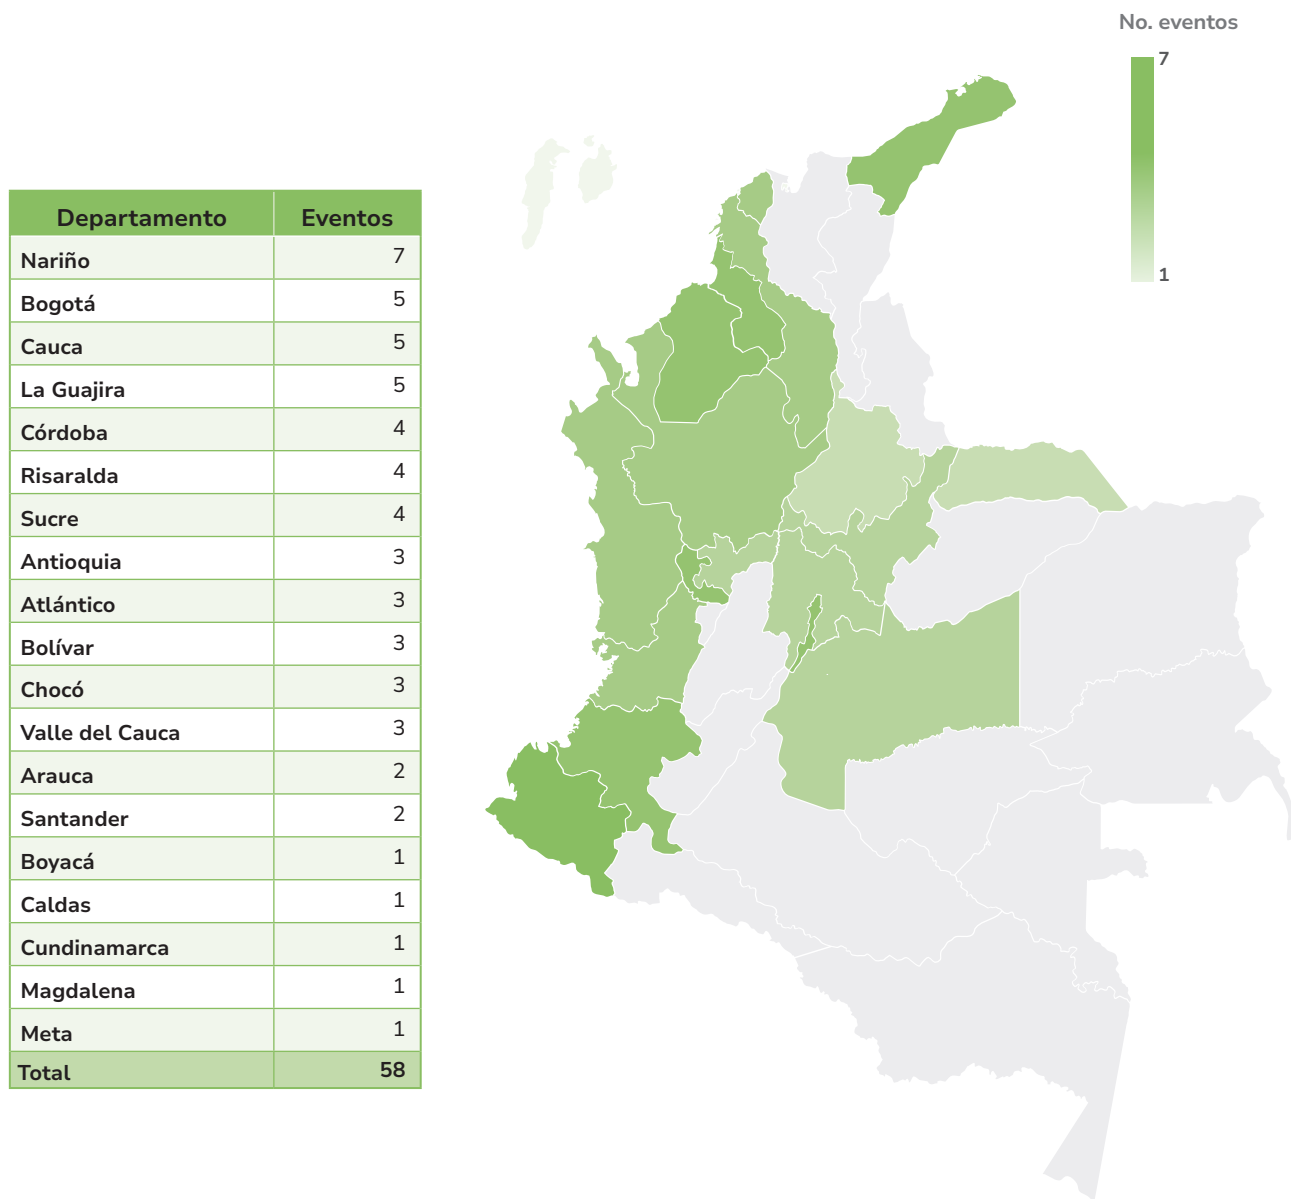 No. eventos
7
1
Departamento Eventos
Nariño 7
Bogotá 5
Cauca 5
La Guajira 5
Córdoba 4
Risaralda 4
Sucre 4
Antioquia 3
Atlántico 3
Bolívar 3
Chocó 3
Valle del Cauca 3
Arauca 2
Santander 2
Boyacá 1
Caldas 1
Cundinamarca 1
Magdalena 1
Meta 1
Total 58